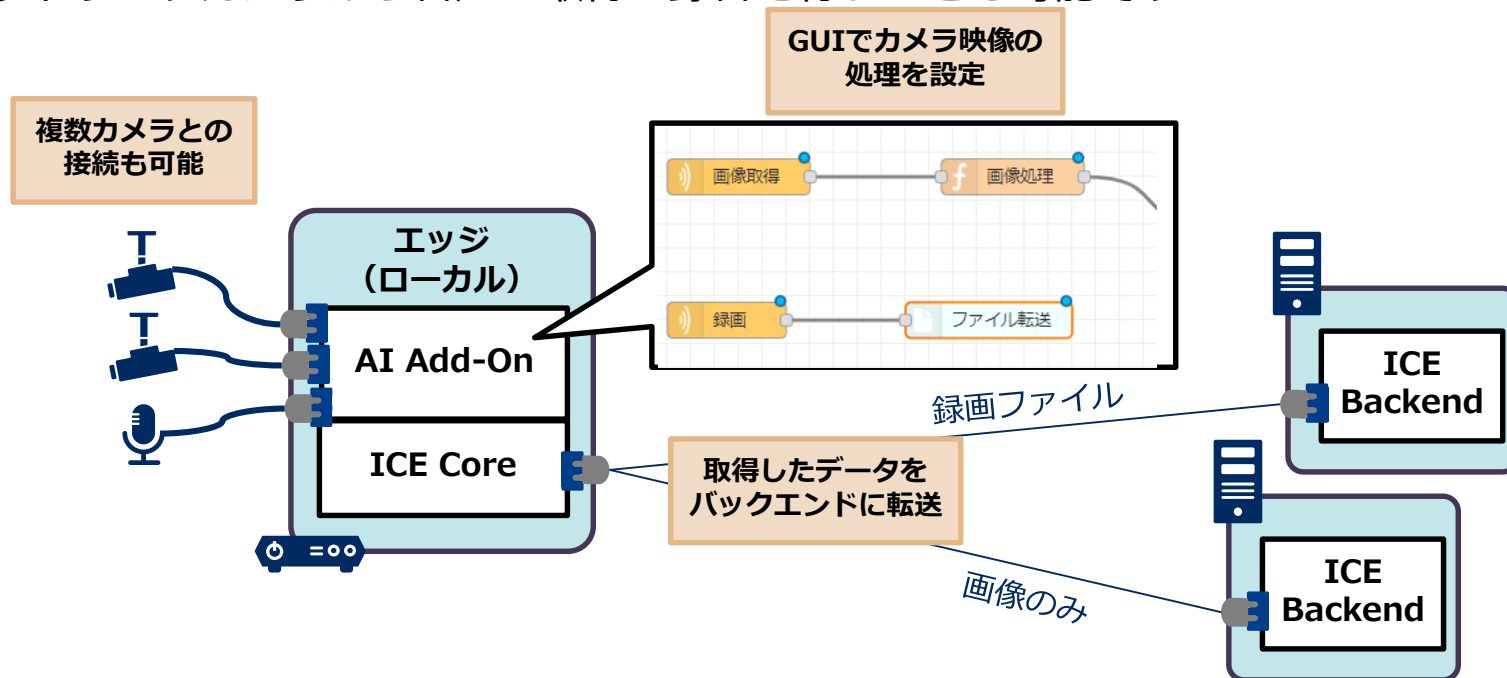 GUIでカメラ映像の
処理を設定
複数カメラとの
接続も可能
画像取得
画像処理
録画
ファイル転送
エッジ
(ローカル)
AI Add-On
ICE Core
録画ファイル
取得したデータを
バックエンドに転送
画像のみ
ICE
Backend
ICE
Backend